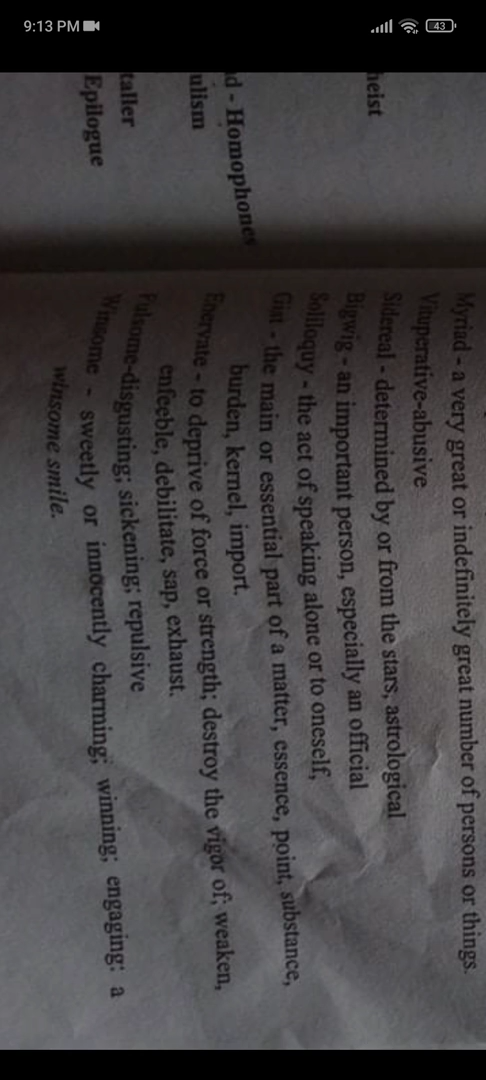 9:13 PM
43
heist
d - Homophones
ulism
taller
Epilogue
Myriad - a very great or indefinitely great number of persons or things.
Vituperative-abusive
Sidereal - determined by or from the stars, astrological
Bigwig - an important person, especially an official
Soliloquy - the act of speaking alone or to oneself,
Gist - the main or essential part of a matter, essence, point, substance,
burden, kernel, import.
Enervate - to deprive of force or strength; destroy the vigor of; weaken,
enfeeble, debilitate, sap, exhaust.
Fulsome-disgusting; sickening; repulsive
Winsome - sweetly or innocently charming; winning; engaging: a
winsome smile.